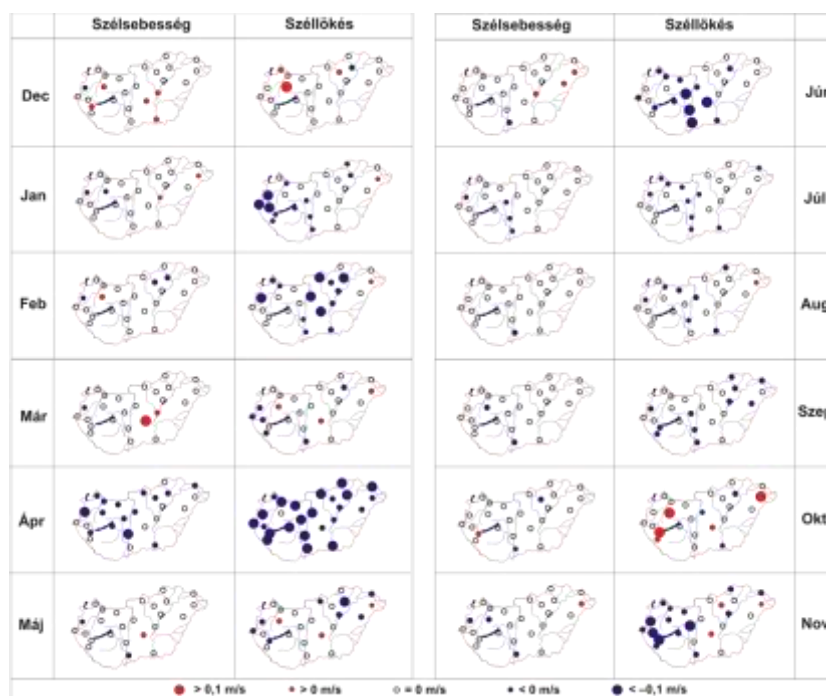 Szélsebesség Széllökés Szélsebesség Széllökés
Dec Jún
Jan Júl
Feb Aug
Már Szep
Ápr Okt
Máj Nov
> 0,1 m/s > 0 m/s = 0 m/s < 0 m/s < –0,1 m/s